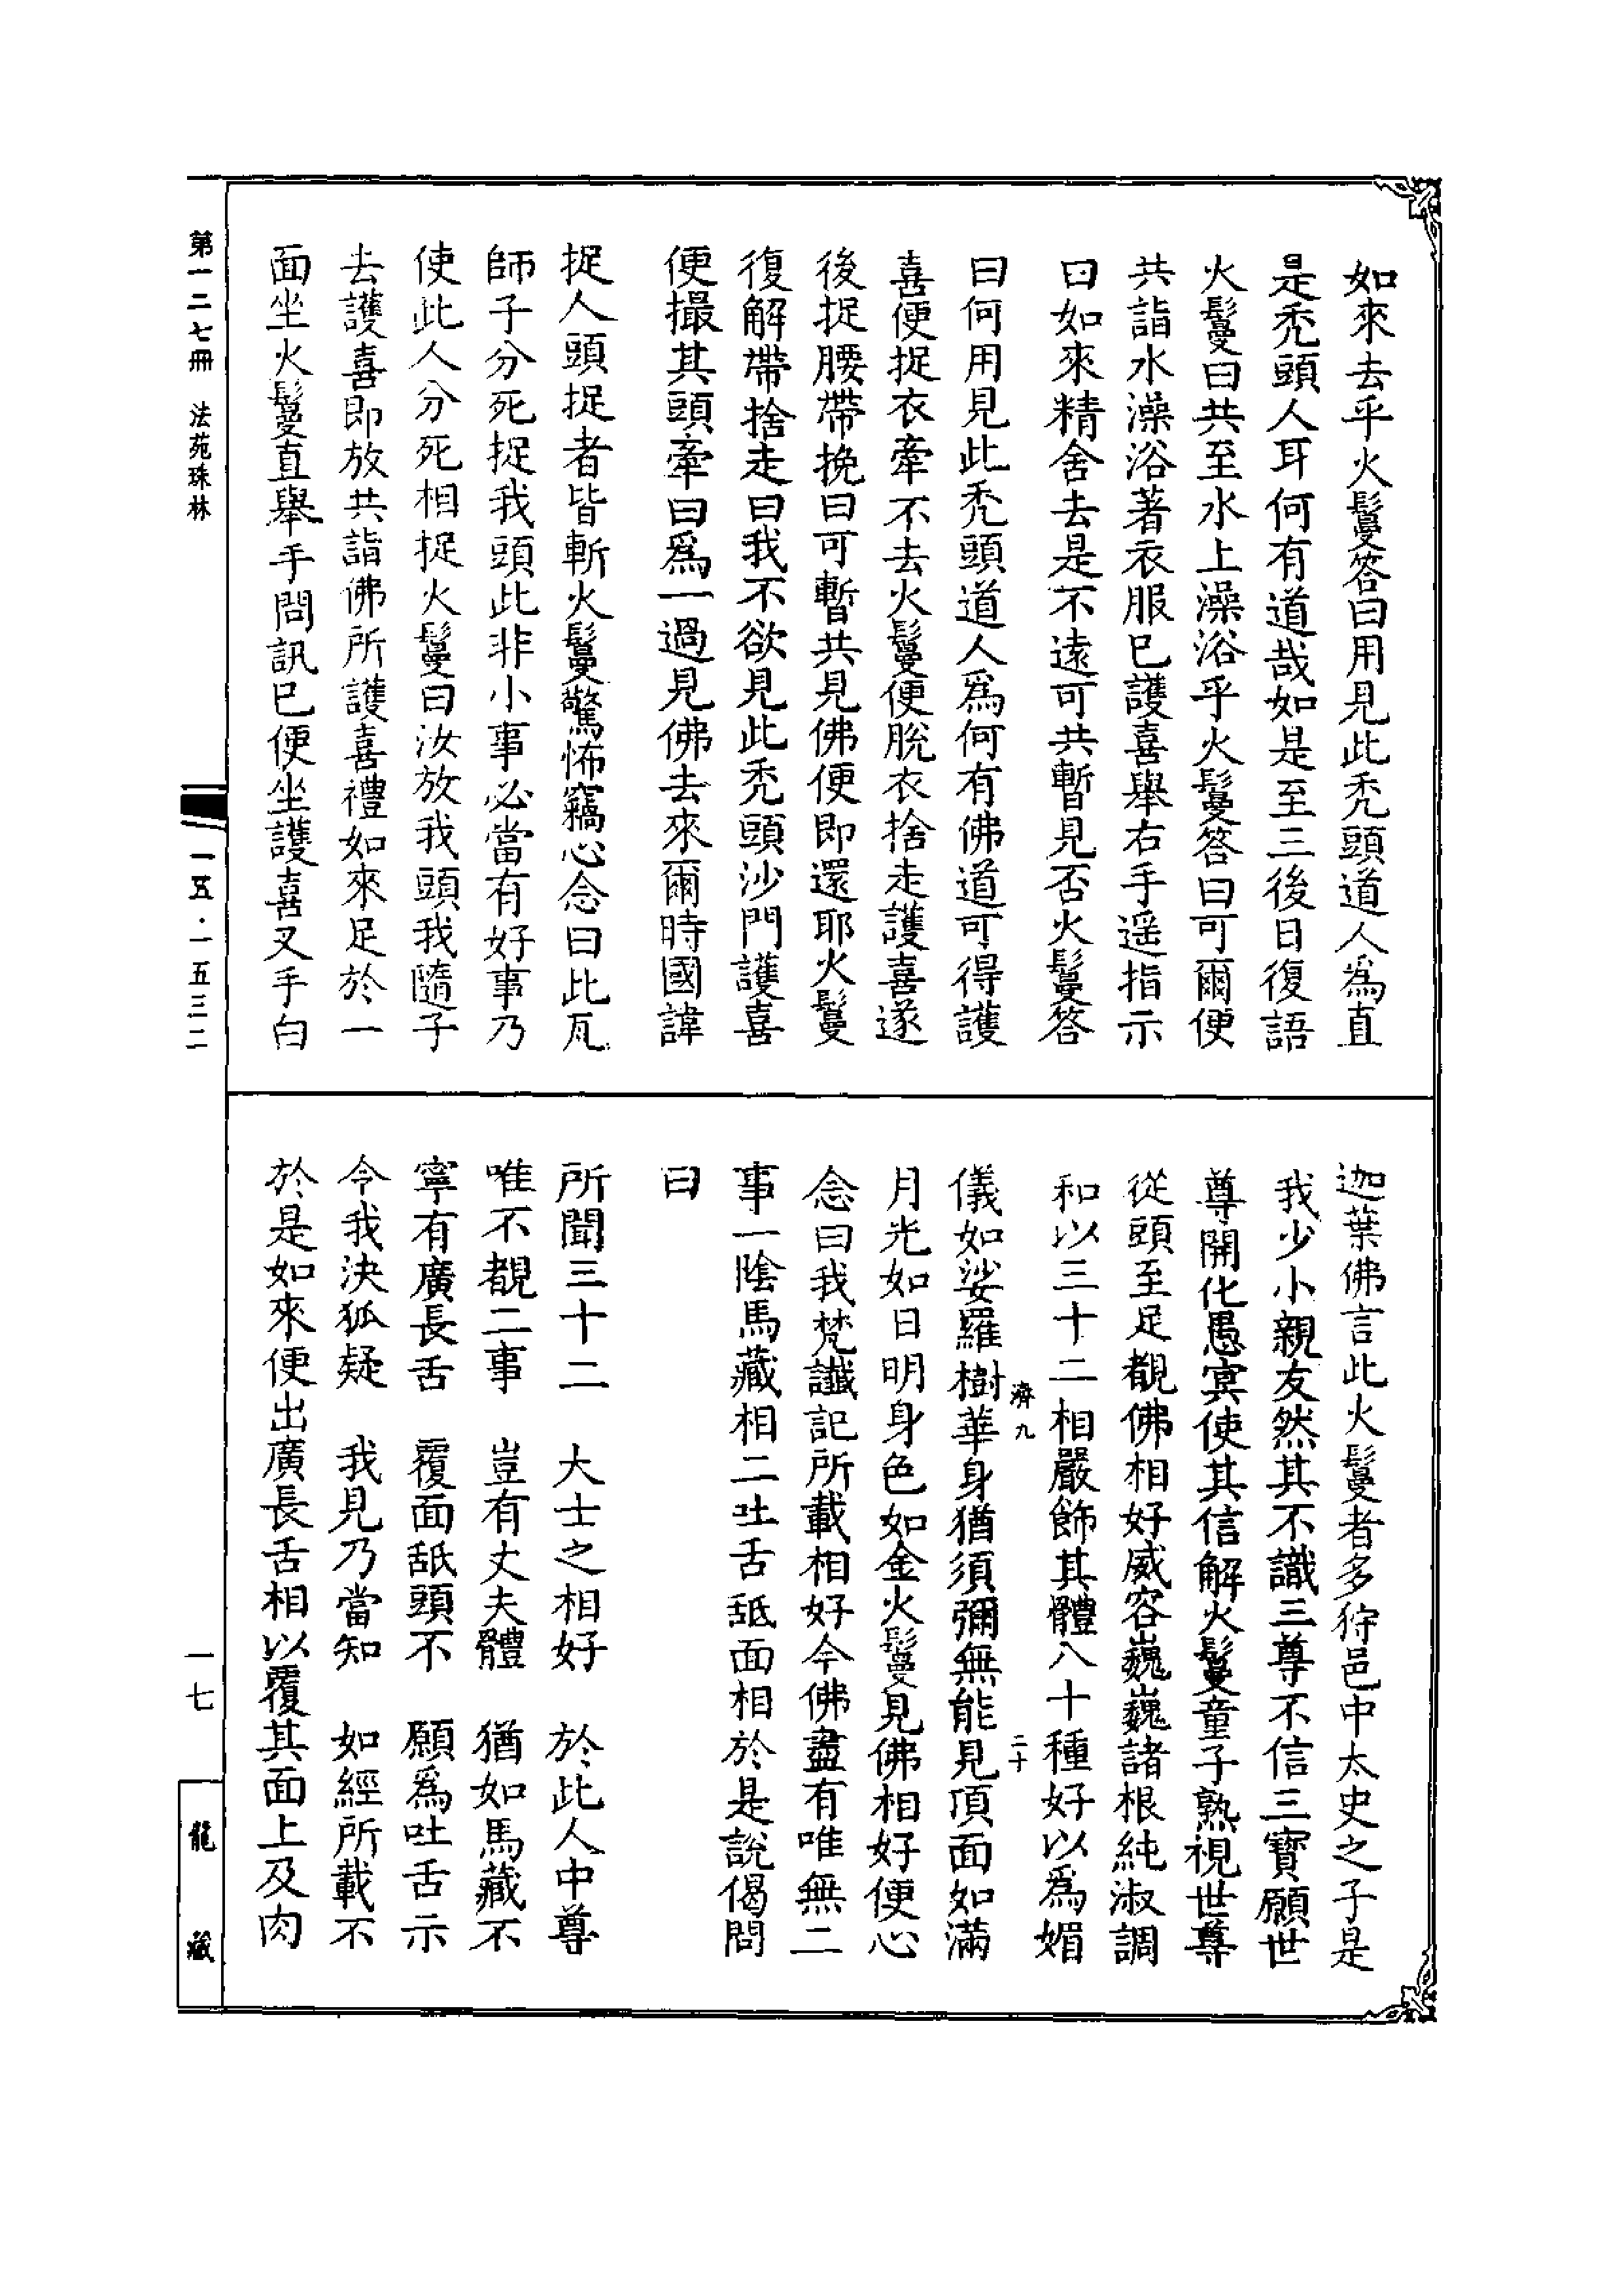 如來去乎火鬘答曰用見此禿頭道人爲直
是禿頭人耳何有道哉如是至三後日復語
火鬘曰共至水上澡浴乎火鬘答曰可爾便
共詣水澡浴著衣服已護喜舉右手遥指示
曰如來精舍去是不遠可共暫見否火鬘答
曰何用見此禿頭道人爲何有佛道可得護
喜便捉衣牽不去火鬘便脫衣捨走護喜遂
後捉腰帶挽曰可暫共見佛便即還耶火鬘
復解帶捨走曰我不欲見此禿頭沙門護喜
便撮其頭牽曰爲一過見佛去來爾時國諱
捉人頭捉者皆斬火鬘驚怖竊心念曰此瓦
師子分死捉我頭此非小事必當有好事乃
使此人分死相捉火鬘曰汝放我頭我隨子
去護喜即放共詣佛所護喜禮如來足於一
面坐火鬘直舉手問訊已便坐護喜叉手白
迦葉佛言此火鬘者多狩邑中太史之子是
我少小親友然其不識三尊不信三寶願世
尊開化愚冥使其信解火鬘童子熟視世尊
從頭至足覩佛相好威容巍巍諸根純淑調
和以三十二相嚴飾其體八十種好以爲媚
濟九 二十
儀如娑羅樹華身猶須彌無能見頂面如滿
月光如日明身色如金火鬘見佛相好便心
念曰我梵讖記所載相好今佛盡有唯無二
事一陰馬藏相二吐舌舐面相於是說偈問
曰
所聞三十二　大士之相好　於此人中尊
唯不覩二事　豈有丈夫體　猶如馬藏不
寧有廣長舌　覆面舐頭不　願爲吐舌示
令我決狐疑　我見乃當知　如經所載不
於是如來便出廣長舌相以覆其面上及肉
第一二七冊　法苑珠林
一五·一五三二
一七
龍藏